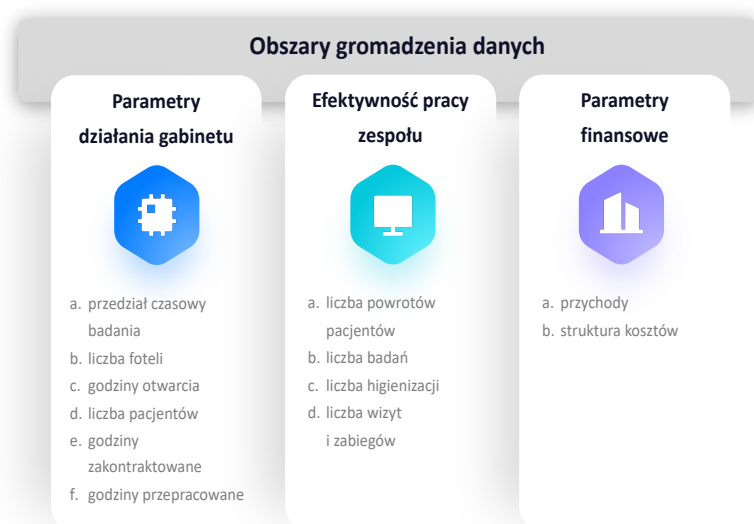 Obszary gromadzenia danych
Parametry
działania gabinetu
a. przedział czasowy
badania
b. liczba foteli
c. godziny otwarcia
d. liczba pacjentów
e. godziny
zakontraktowane
f. godziny przepracowane
Efektywność pracy
zespołu
a. liczba powrotów
pacjentów
b. liczba badań
c. liczba higienizacji
d. liczba wizyt
i zabiegów
Parametry
finansowe
a. przychody
b. struktura kosztów